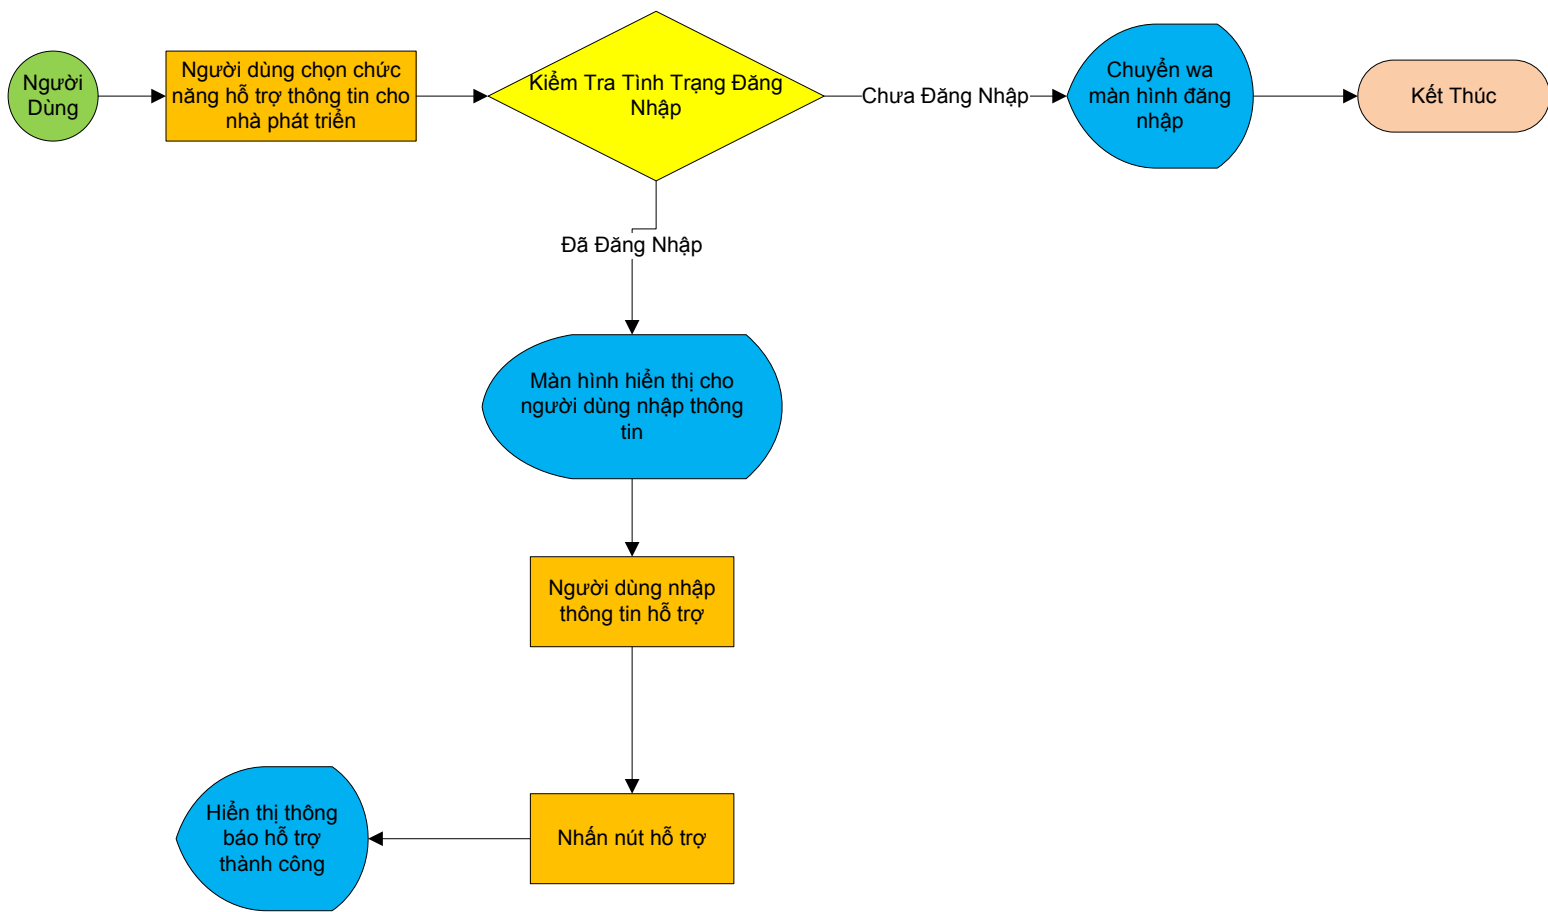 Người
Dùng
Người dùng chọn chức
năng hỗ trợ thông tin cho
nhà phát triển
Kiểm Tra Tình Trạng Đăng
Nhập
Chưa Đăng Nhập
Chuyển wa
màn hình đăng
nhập
Kết Thúc
Đã Đăng Nhập
Màn hình hiển thị cho
người dùng nhập thông
tin
Người dùng nhập
thông tin hỗ trợ
Nhấn nút hỗ trợ
Hiển thị thông
báo hỗ trợ
thành công